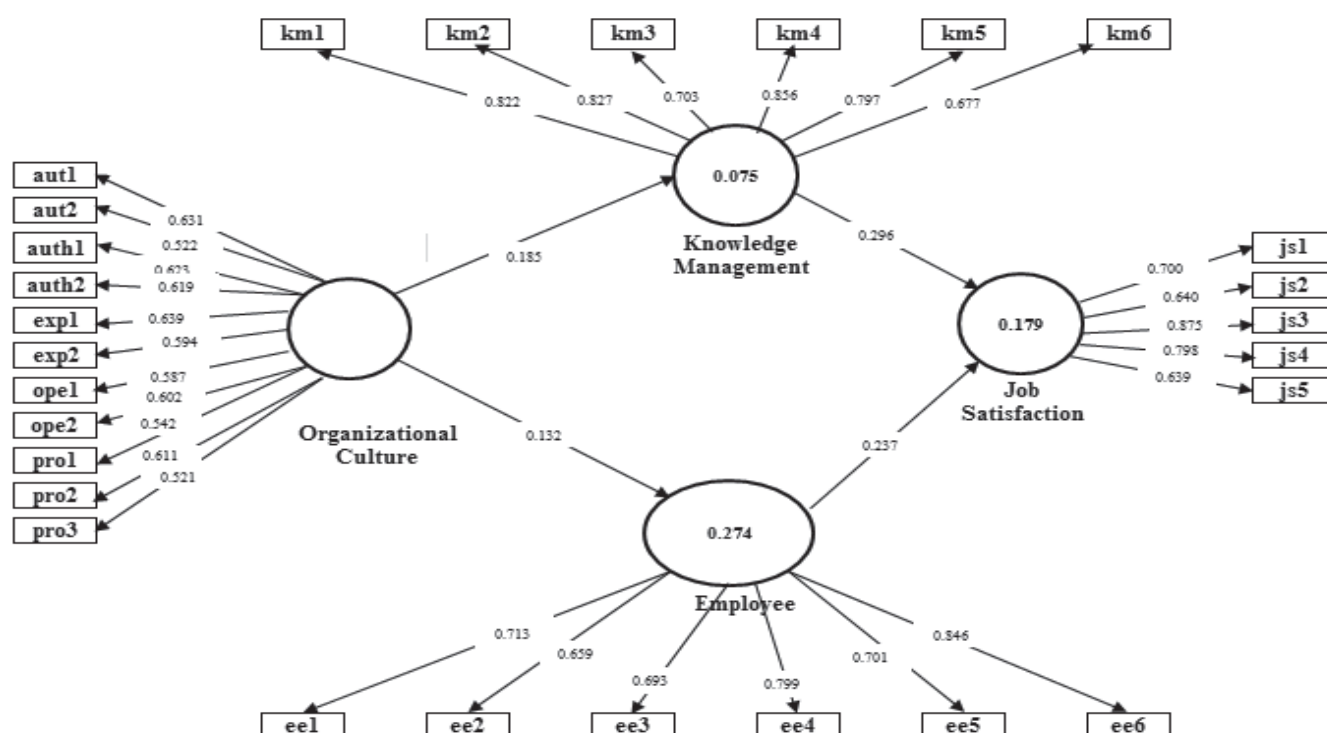 km1 km2 km3 km4 km5 km6
0.822 0.827 0.703 0.856 0.797 0.677
aut1
aut2
auth1
auth2
exp1
exp2
ope1
ope2
pro1
pro2
pro3
0.631
0.522
0.623
0.619
0.639
0.594
0.587
0.602
0.542
0.611
0.521
Organizational
Culture
0.185
0.132
0.075
Knowledge
Management
0.296
0.274
Employee
0.237
0.179
Job
Satisfaction
0.700
0.640
0.875
0.798
0.639
js1
js2
js3
js4
js5
0.713 0.659 0.693 0.799 0.701 0.846
ee1 ee2 ee3 ee4 ee5 ee6